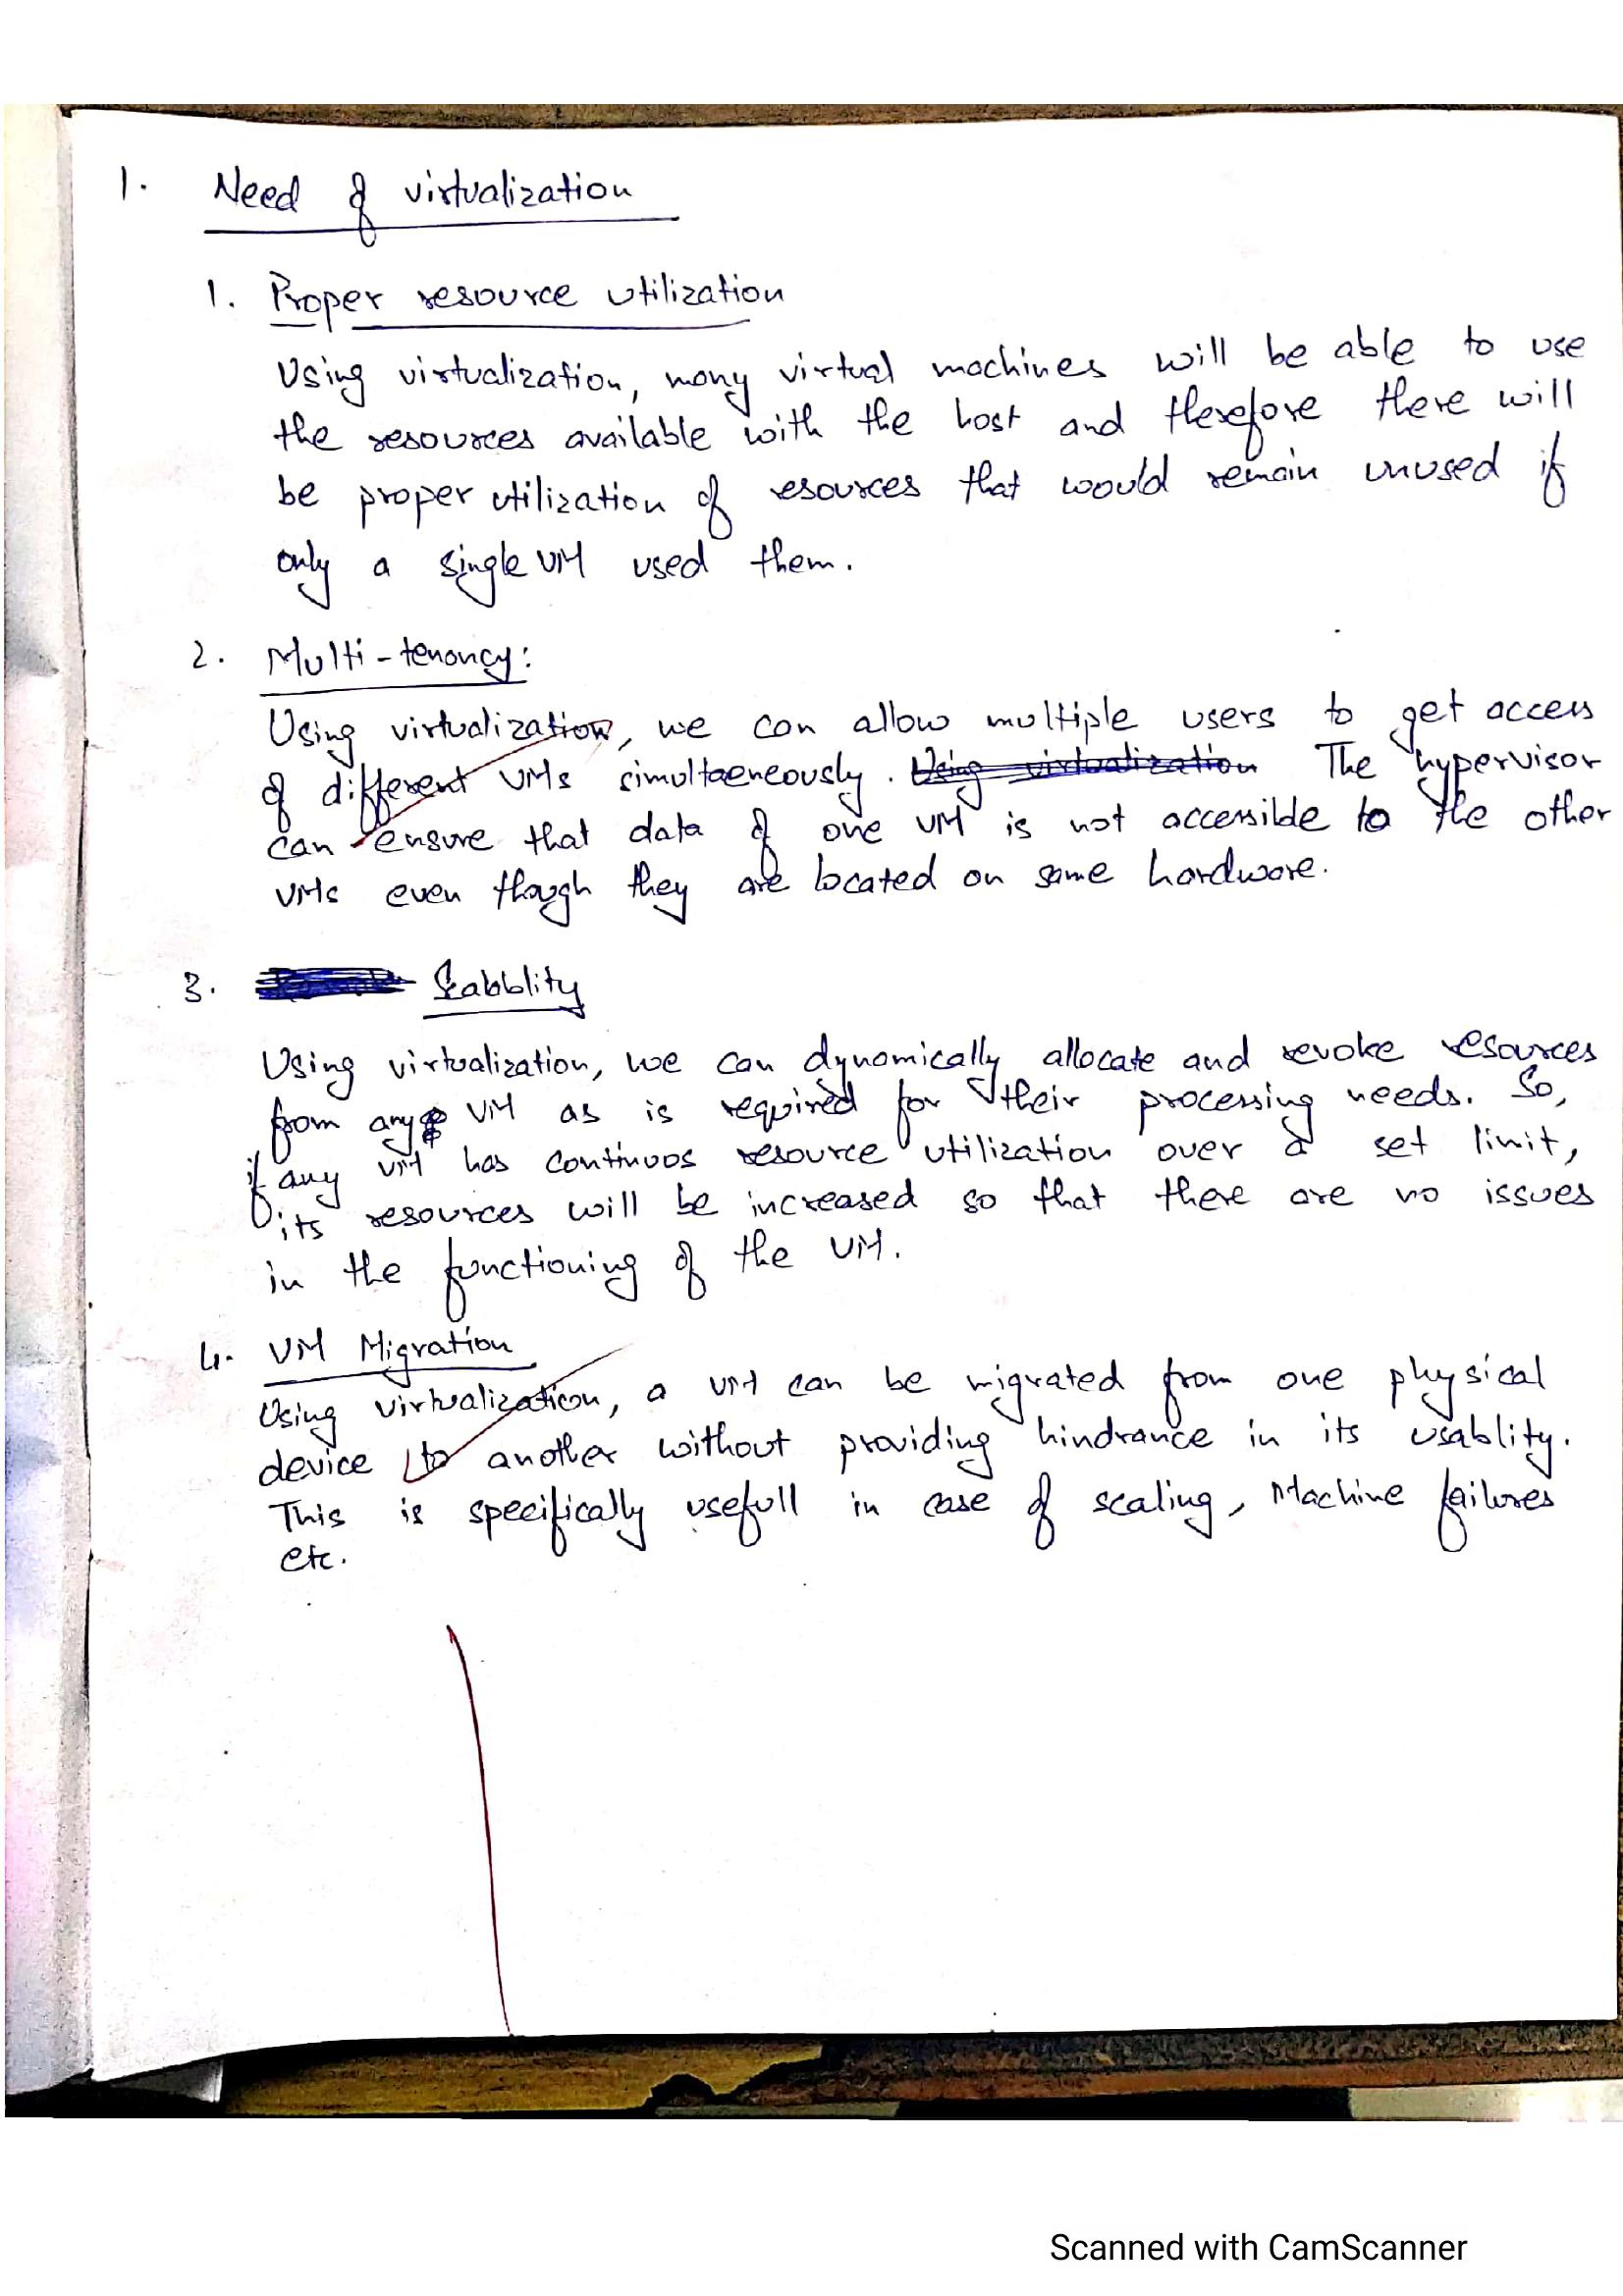 1. Need of virtualization
1. Proper resource utilization
Using virtualization, many virtual machines will be able to use
the resources available with the host and therefore there will
be proper utilization of resources that would remain unused if
only a single VM used them.
2. Multi-tenancy:
Using virtualization, we can allow multiple users to get access
of different VMs simultaeneously. Using virtualization The hypervisor
can ensure that data of one VM is not accessible to the other
VMs even though they are located on same hardware.
3. Scablblity
Using virtualization, we can dynamically allocate and revoke resources
from any VM as is required for their processing needs. So,
if any VM has continuos resource utilization over a set limit,
its resources will be increased so that there are no issues
in the functioning of the VM.
4. VM Migration
Using virtualization, a VM can be migrated from one physical
device to another without providing hindrance in its usablity.
This is specifically usefull in case of scaling, Machine failures
etc.
Scanned with CamScanner